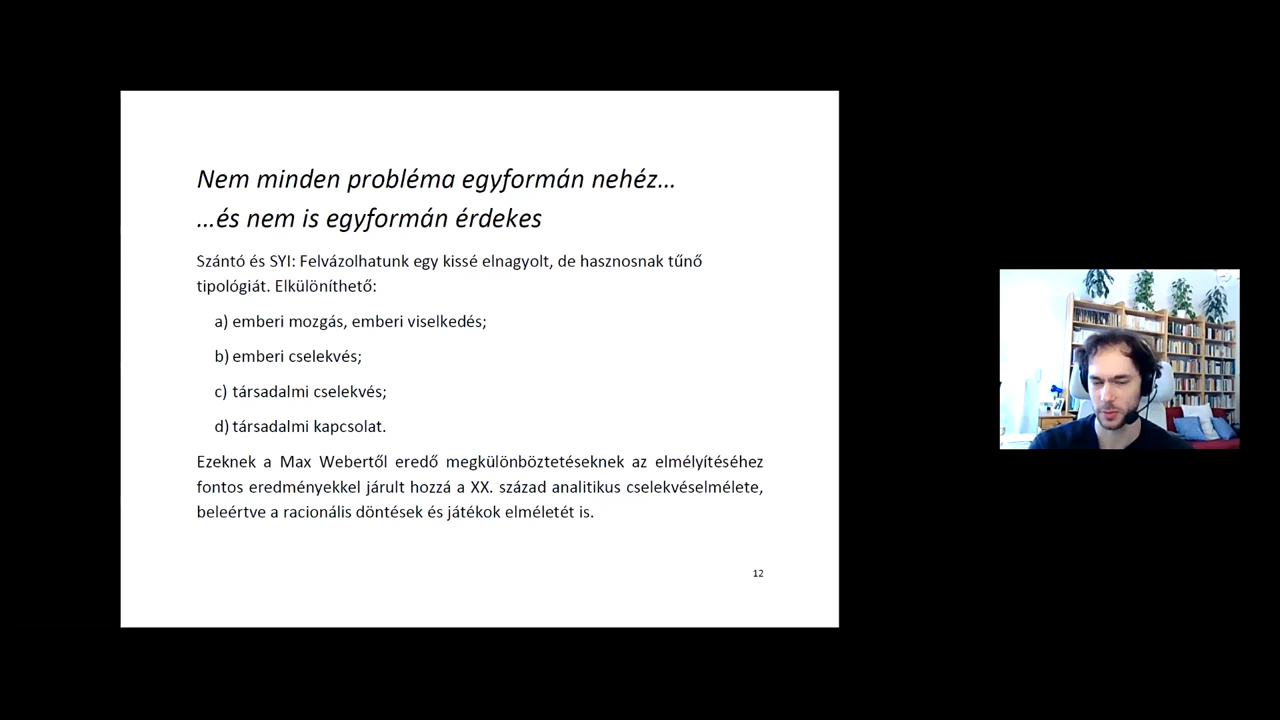 Nem minden probléma egyformán nehéz...
...és nem is egyformán érdekes
Szántó és SYI: Felvázolhatunk egy kissé elnagyolt, de hasznosnak tűnő
tipológiát. Elkülöníthető:
a) emberi mozgás, emberi viselkedés;
b) emberi cselekvés;
c) társadalmi cselekvés;
d) társadalmi kapcsolat.
Ezeknek a Max Webertől eredő megkülönböztetéseknek az elmélyítéséhez
fontos eredményekkel járult hozzá a XX. század analitikus cselekvéselmélete,
beleértve a racionális döntések és játékok elméletét is.
12